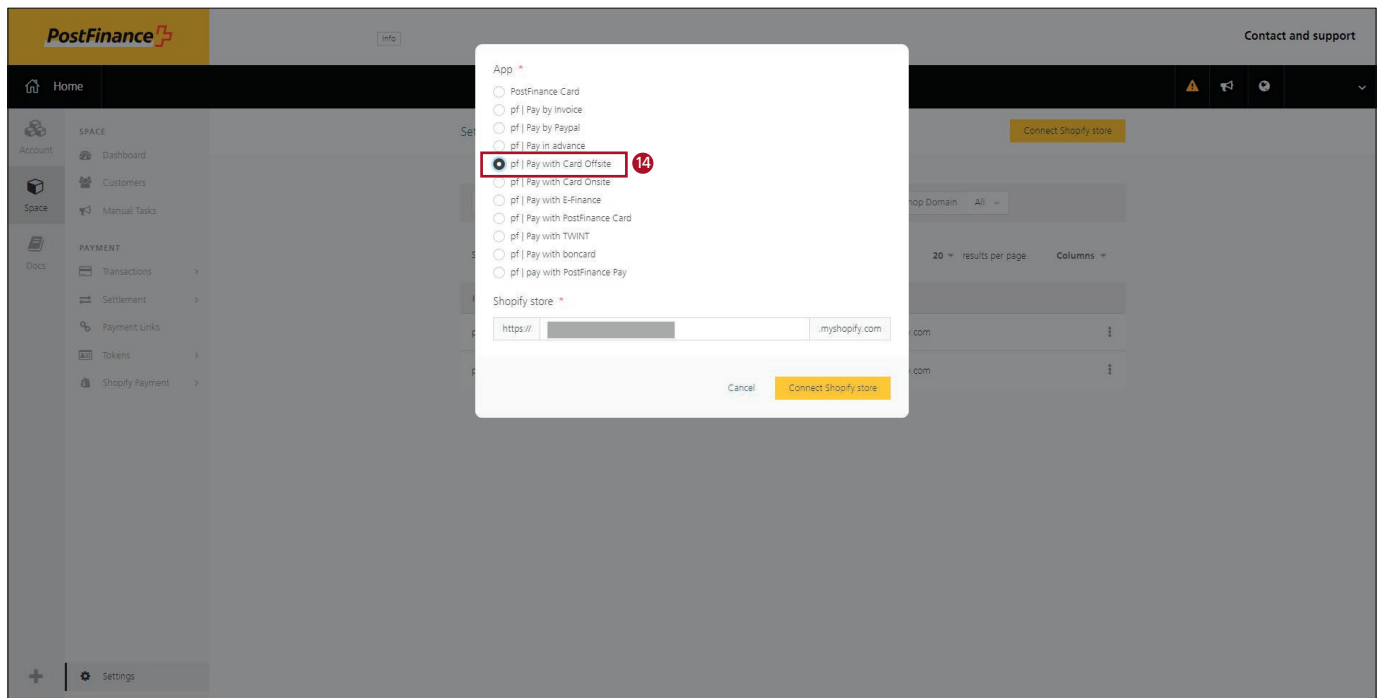 PostFinance
Info
Contact and support
Home
Account
Space
Docs
SPACE
Dashboard
Customers
Manual Tasks
PAYMENT
Transactions
Settlement
Payment Links
Tokens
Shopify Payment
Settings
Connect Shopify store
App *
PostFinance Card
pf | Pay by Invoice
pf | Pay by Paypal
pf | Pay in advance
pf | Pay with Card Offsite
14
pf | Pay with Card Onsite
pf | Pay with E-Finance
pf | Pay with PostFinance Card
pf | Pay with TWINT
pf | Pay with boncard
pf | pay with PostFinance Pay
Shopify store *
https://
.myshopify.com
Cancel
Connect Shopify store
Domain All
20 results per page Columns
.com
.com